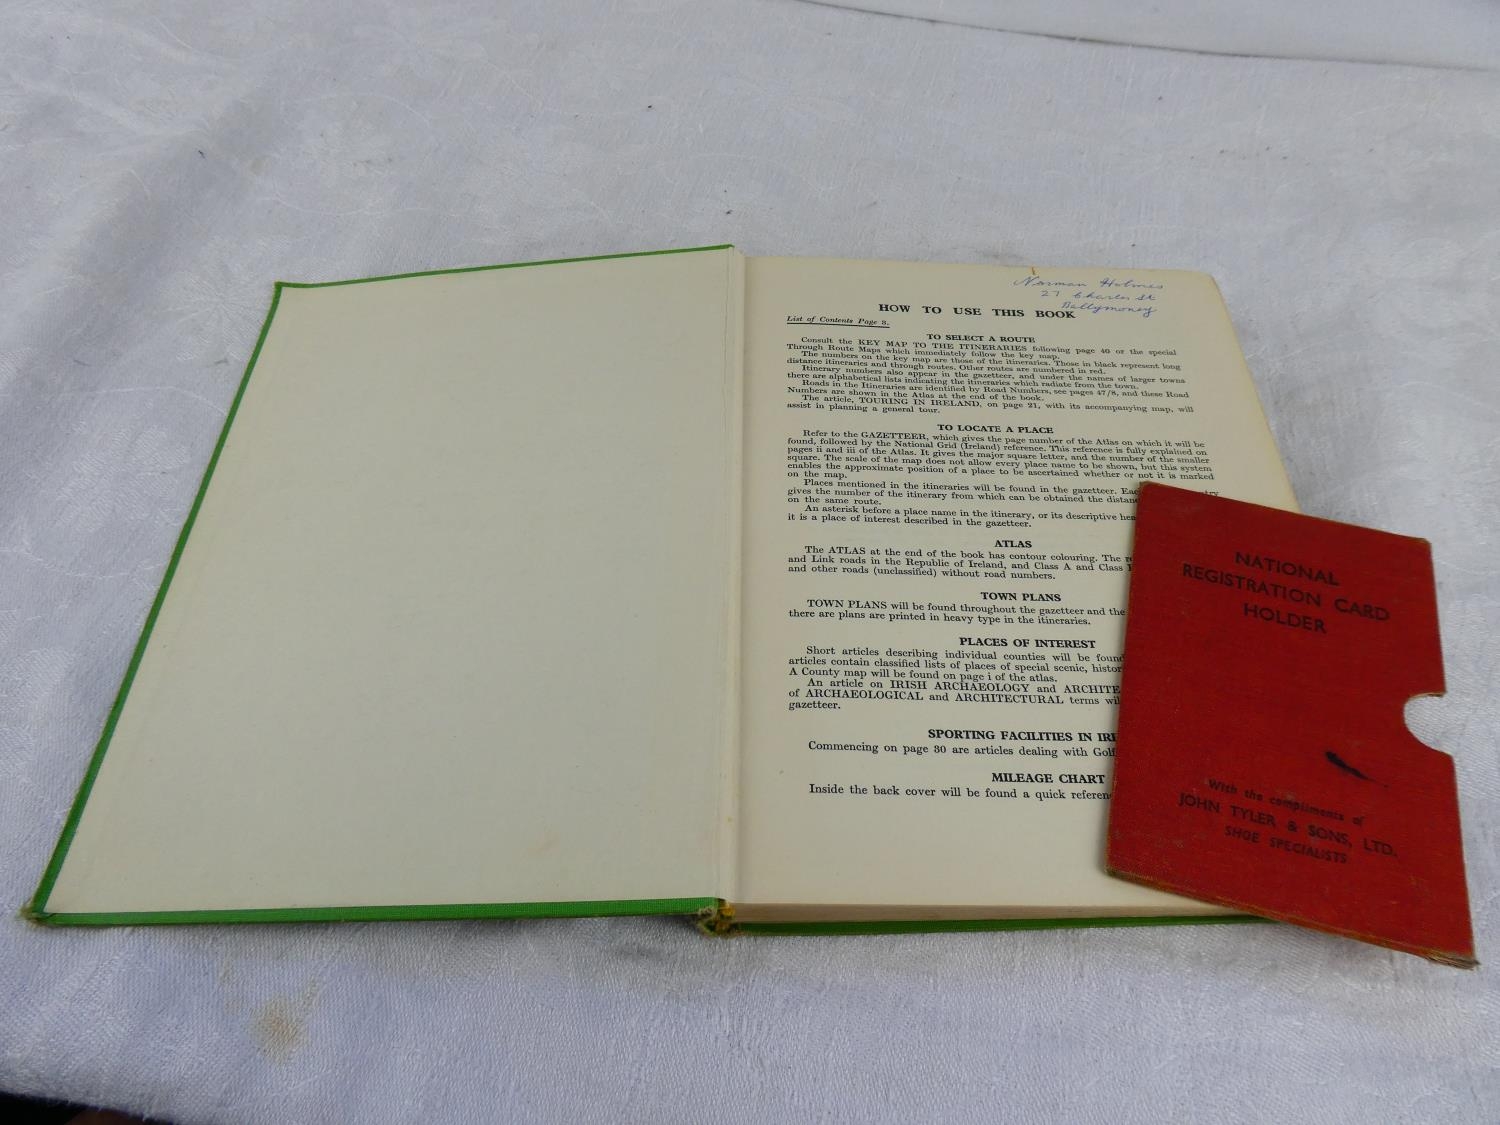 Norman Holmes
27 Charles St
Ballymoney
HOW TO USE THIS BOOK
List of Contents Page 3.
TO SELECT A ROUTE
Consult the KEY MAP TO THE ITINERARIES following page 40 or the special
Through Route Maps which immediately follow the key map.
The numbers on the key map are those of the itineraries. Those in black represent long
distance itineraries and through routes. Other routes are numbered in red.
Itinerary numbers also appear in the gazetteer, and under the names of larger towns
there are alphabetical lists indicating the itineraries which radiate from the town.
Roads in the Itineraries are identified by Road Numbers, see pages 47/8, and these Road
Numbers are shown in the Atlas at the end of the book.
The article, TOURING IN IRELAND, on page 21, with its accompanying map, will
assist in planning a general tour.
TO LOCATE A PLACE
Refer to the GAZETTEER, which gives the page number of the Atlas on which it will be
found, followed by the National Grid (Ireland) reference. This reference is fully explained on
pages ii and iii of the Atlas. It gives the major square letter, and the number of the smaller
square. The scale of the map does not allow every place name to be shown, but this system
enables the approximate position of a place to be ascertained whether or not it is marked
on the map.
Places mentioned in the itineraries will be found in the gazetteer.
gives the number of the itinerary from which can be obtained the
on the same route.
An asterisk before a place name in the itinerary, or its descriptive
it is a place of interest described in the gazetteer.
ATLAS
The ATLAS at the end of the book has contour colouring. The
and Link roads in the Republic of Ireland, and Class A and Class
and other roads (unclassified) without road numbers.
TOWN PLANS
TOWN PLANS will be found throughout the gazetteer and the
there are plans are printed in heavy type in the itineraries.
PLACES OF INTEREST
Short articles describing individual counties will be found
articles contain classified lists of places of special scenic, histor
A County map will be found on page i of the atlas.
An article on IRISH ARCHAEOLOGY and ARCHITE
of ARCHAEOLOGICAL and ARCHITECTURAL terms wil
gazetteer.
SPORTING FACILITIES IN IRE
Commencing on page 30 are articles dealing with Golf
MILEAGE CHART
Inside the back cover will be found a quick referen
NATIONAL
REGISTRATION CARD
HOLDER
With the compliments of
JOHN TYLER & SONS, LTD.
SHOE SPECIALISTS